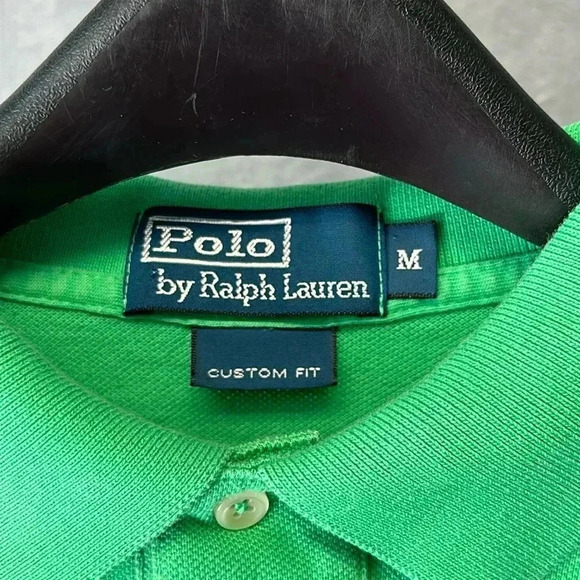 Polo
by Ralph Lauren
M
CUSTOM FIT